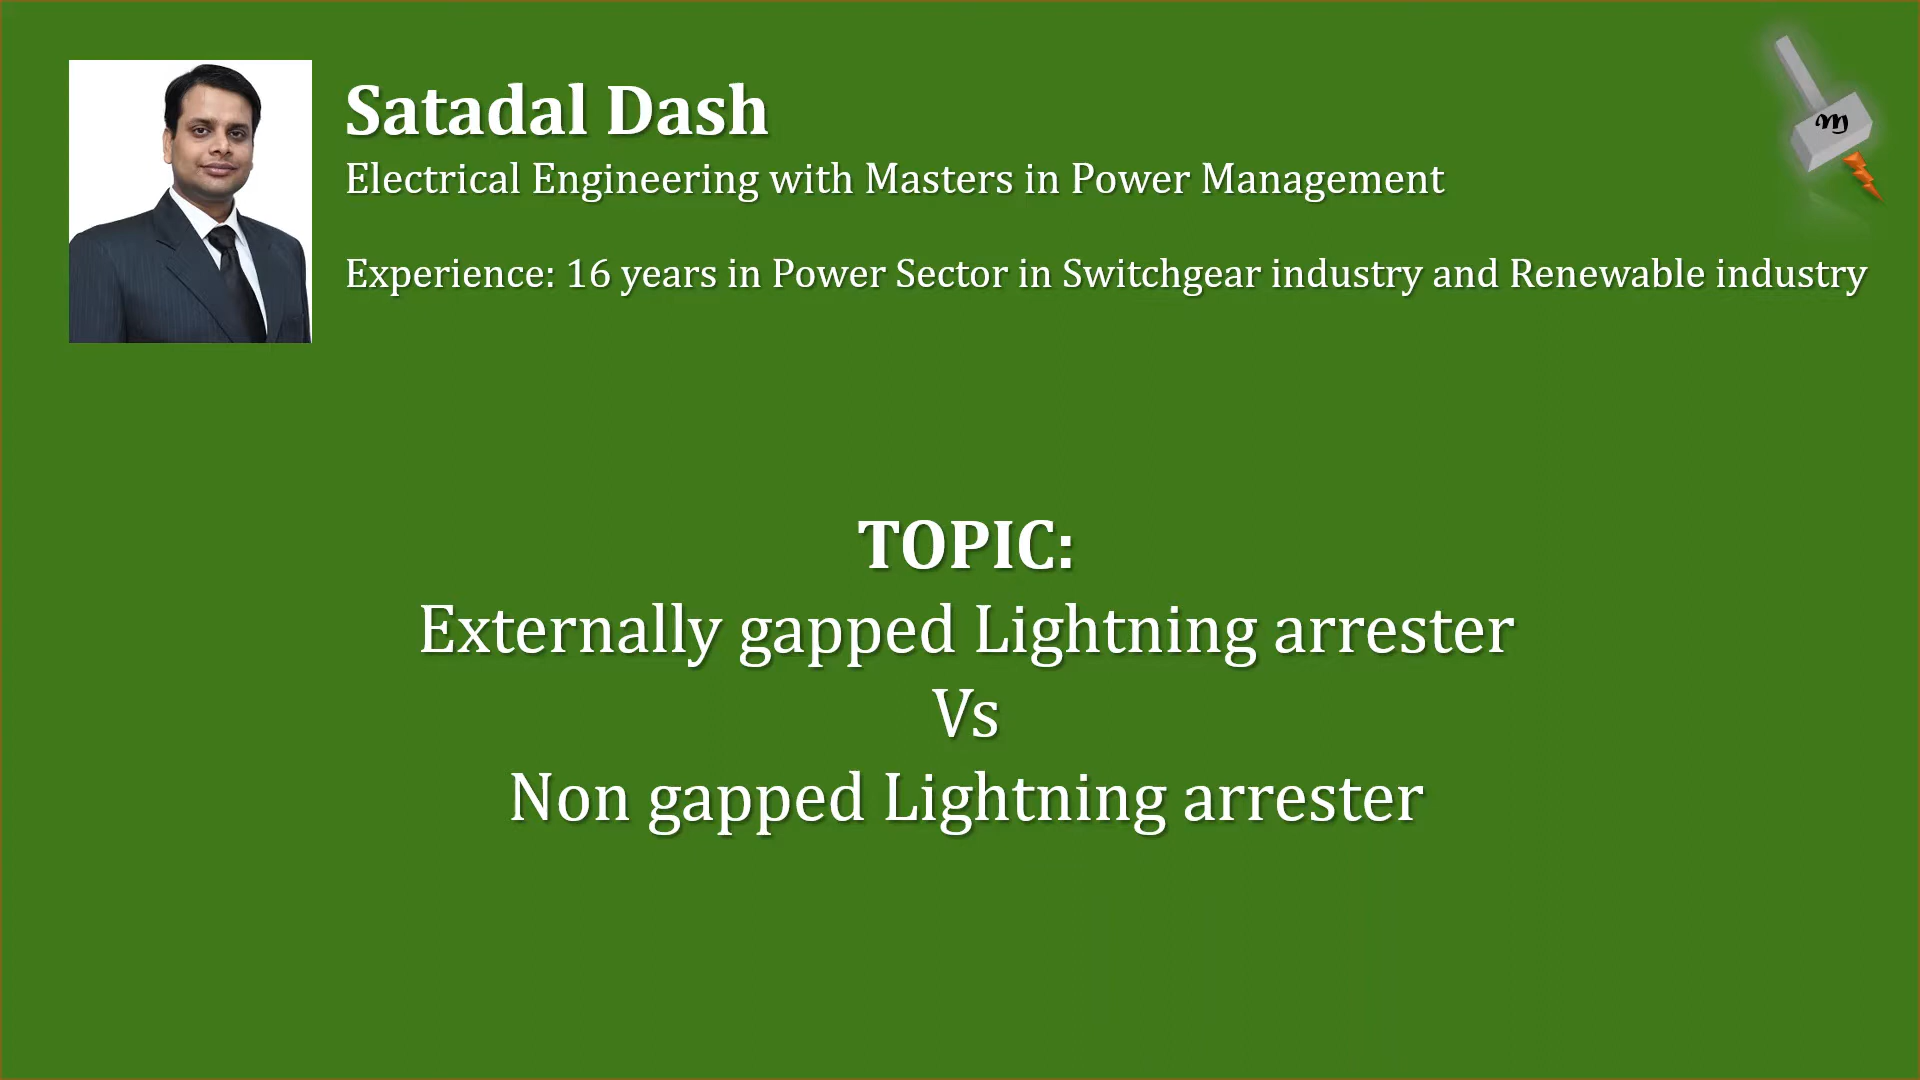 Satadal Dash
Electrical Engineering with Masters in Power Management
Experience: 16 years in Power Sector in Switchgear industry and Renewable industry
m
TOPIC:
Externally gapped Lightning arrester
Vs
Non gapped Lightning arrester